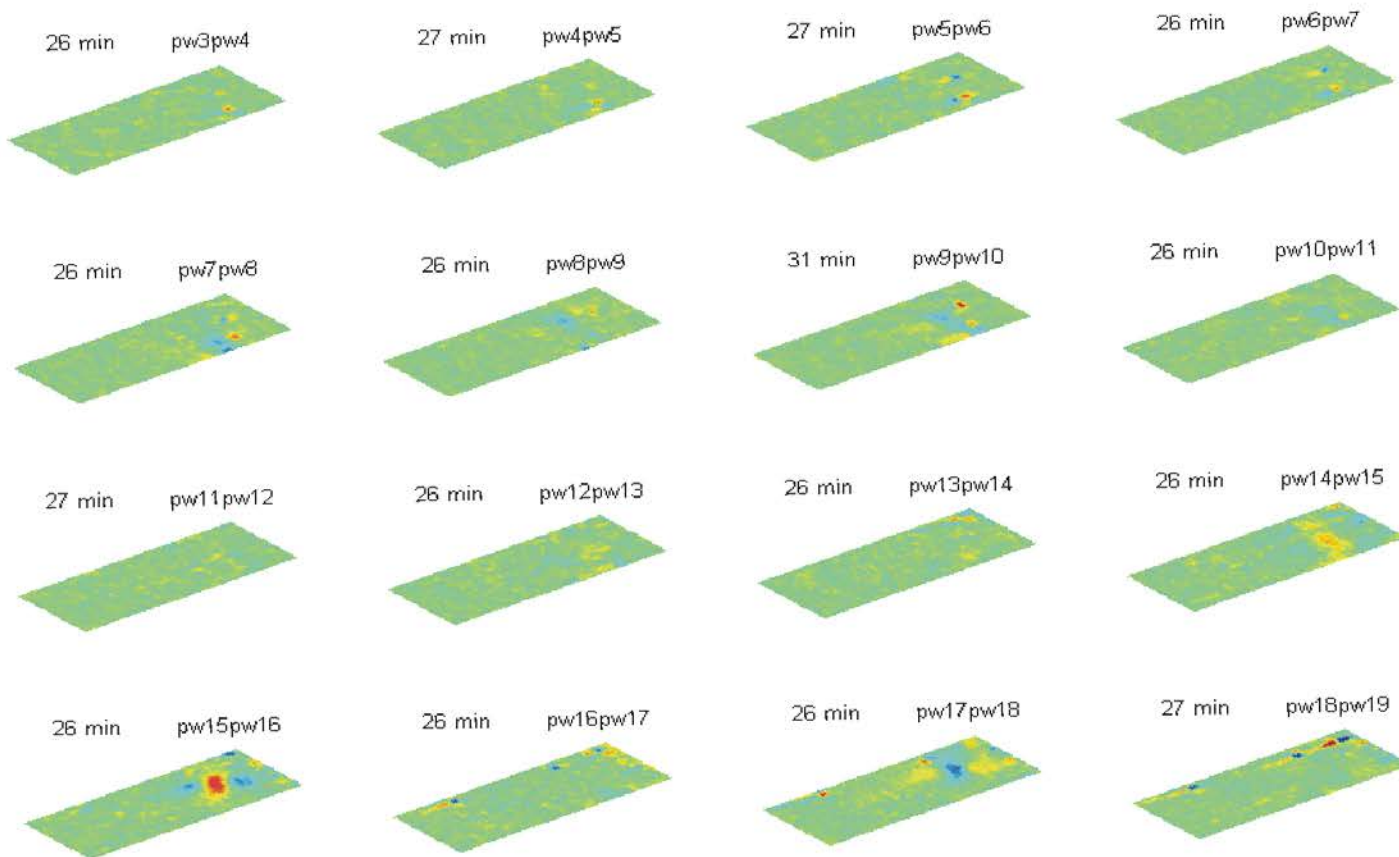 26 min pw3pw4
27 min pw4pw5
27 min pw5pw6
26 min pw6pw7
26 min pw7pw8
26 min pw8pw9
31 min pw9pw10
26 min pw10pw11
27 min pw11pw12
26 min pw12pw13
26 min pw13pw14
26 min pw14pw15
26 min pw15pw16
26 min pw16pw17
26 min pw17pw18
27 min pw18pw19